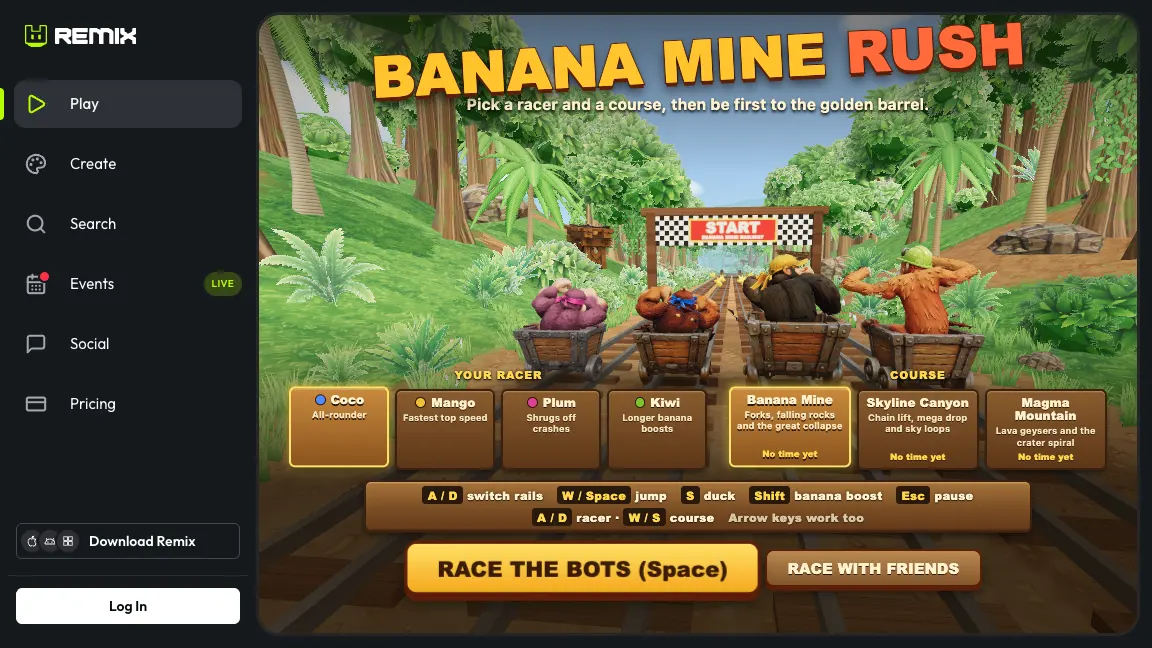 REMIX
Play
Create
Search
Events
LIVE
Social
Pricing
Download Remix
Log In
BANANA MINE RUSH
Pick a racer and a course, then be first to the golden barrel.
START
BANANA MINE RAILWAY
YOUR RACER
Coco
All-rounder
Mango
Fastest top speed
Plum
Shrugs off
crashes
Kiwi
Longer banana
boosts
COURSE
Banana Mine
Forks, falling rocks
and the great collapse
No time yet
Skyline Canyon
Chain lift, mega drop
and sky loops
No time yet
Magma
Mountain
Lava geysers and the
crater spiral
No time yet
A / D switch rails W / Space jump S duck Shift banana boost Esc pause
A / D racer · W / S course Arrow keys work too
RACE THE BOTS (Space)
RACE WITH FRIENDS